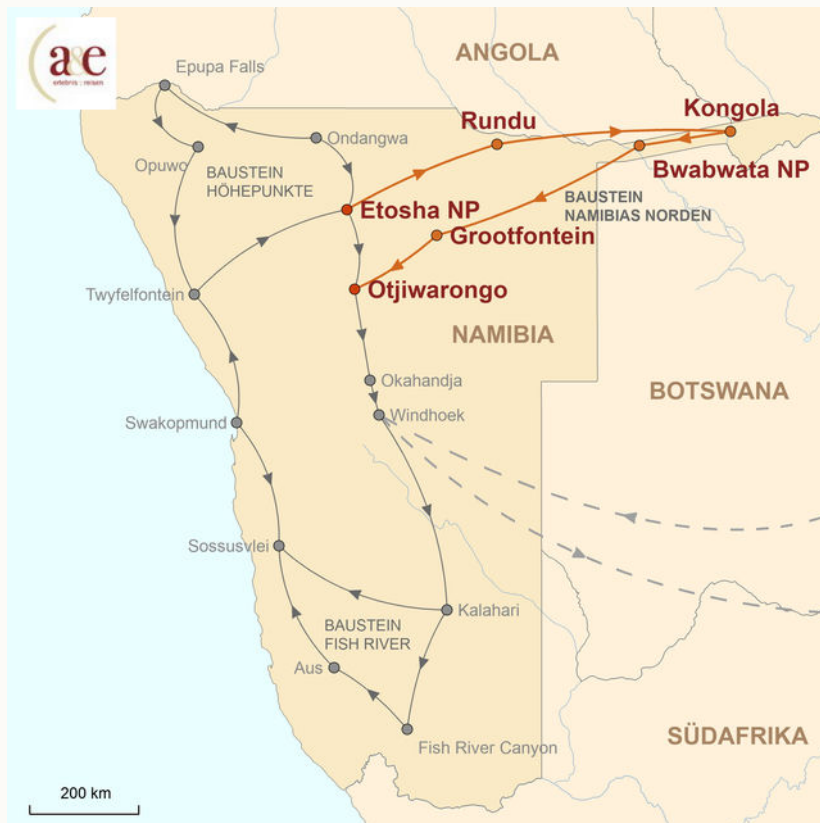 a&e
erlebnis : reisen
ANGOLA
Epupa Falls
Ondangwa
Rundu
Kongola
Opuwo
BAUSTEIN
HÖHEPUNKTE
Bwabwata NP
Etosha NP
BAUSTEIN
NAMIBIAS NORDEN
Grootfontein
Twyfelfontein
Otjiwarongo
NAMIBIA
Okahandja
BOTSWANA
Swakopmund
Windhoek
Sossusvlei
Kalahari
BAUSTEIN
FISH RIVER
Aus
Fish River Canyon
SÜDAFRIKA
200 km